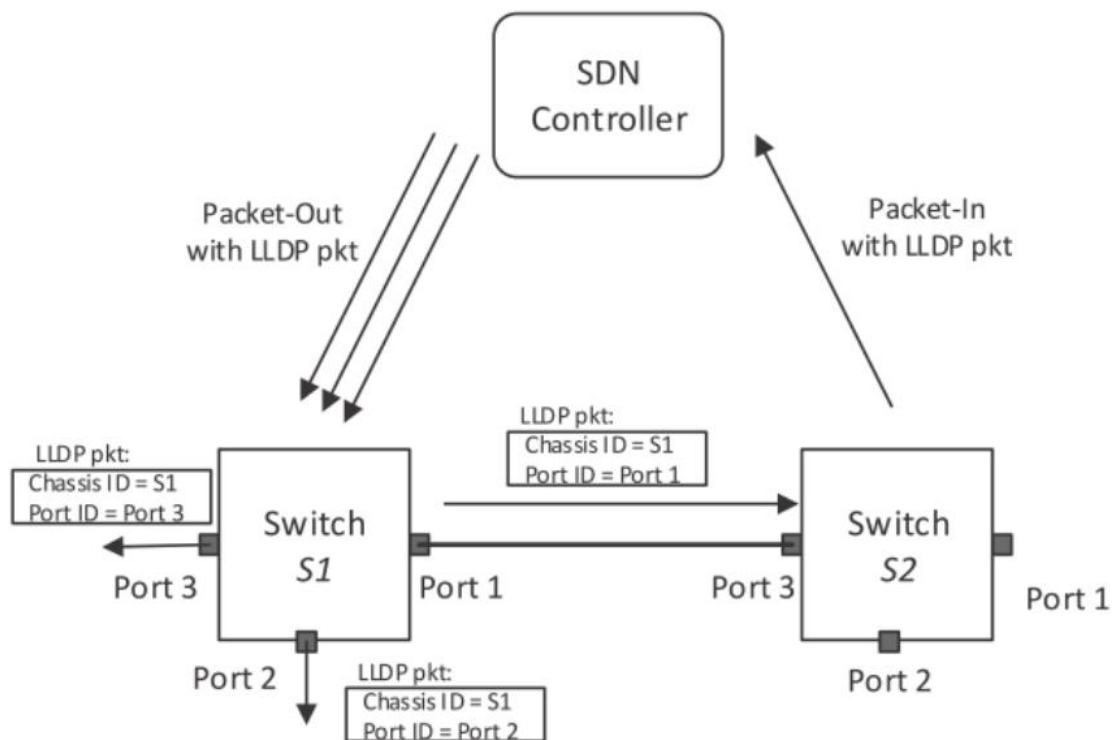 SDN
Controller
Packet-Out
with LLDP pkt
Packet-In
with LLDP pkt
LLDP pkt:
Chassis ID = S1
Port ID = Port 1
LLDP pkt:
Chassis ID = S1
Port ID = Port 3
Switch
S1
Switch
S2
Port 3
Port 1
Port 3
Port 1
Port 2
Port 2
LLDP pkt:
Chassis ID = S1
Port ID = Port 2